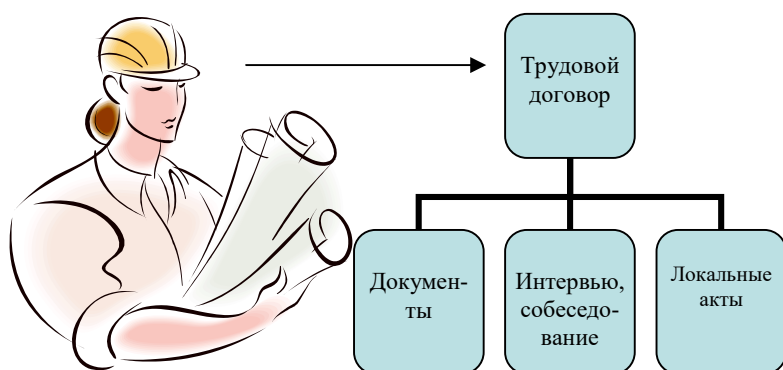 Трудовой
договор
Докумен-
ты
Интервью,
собеседо-
вание
Локальные
акты